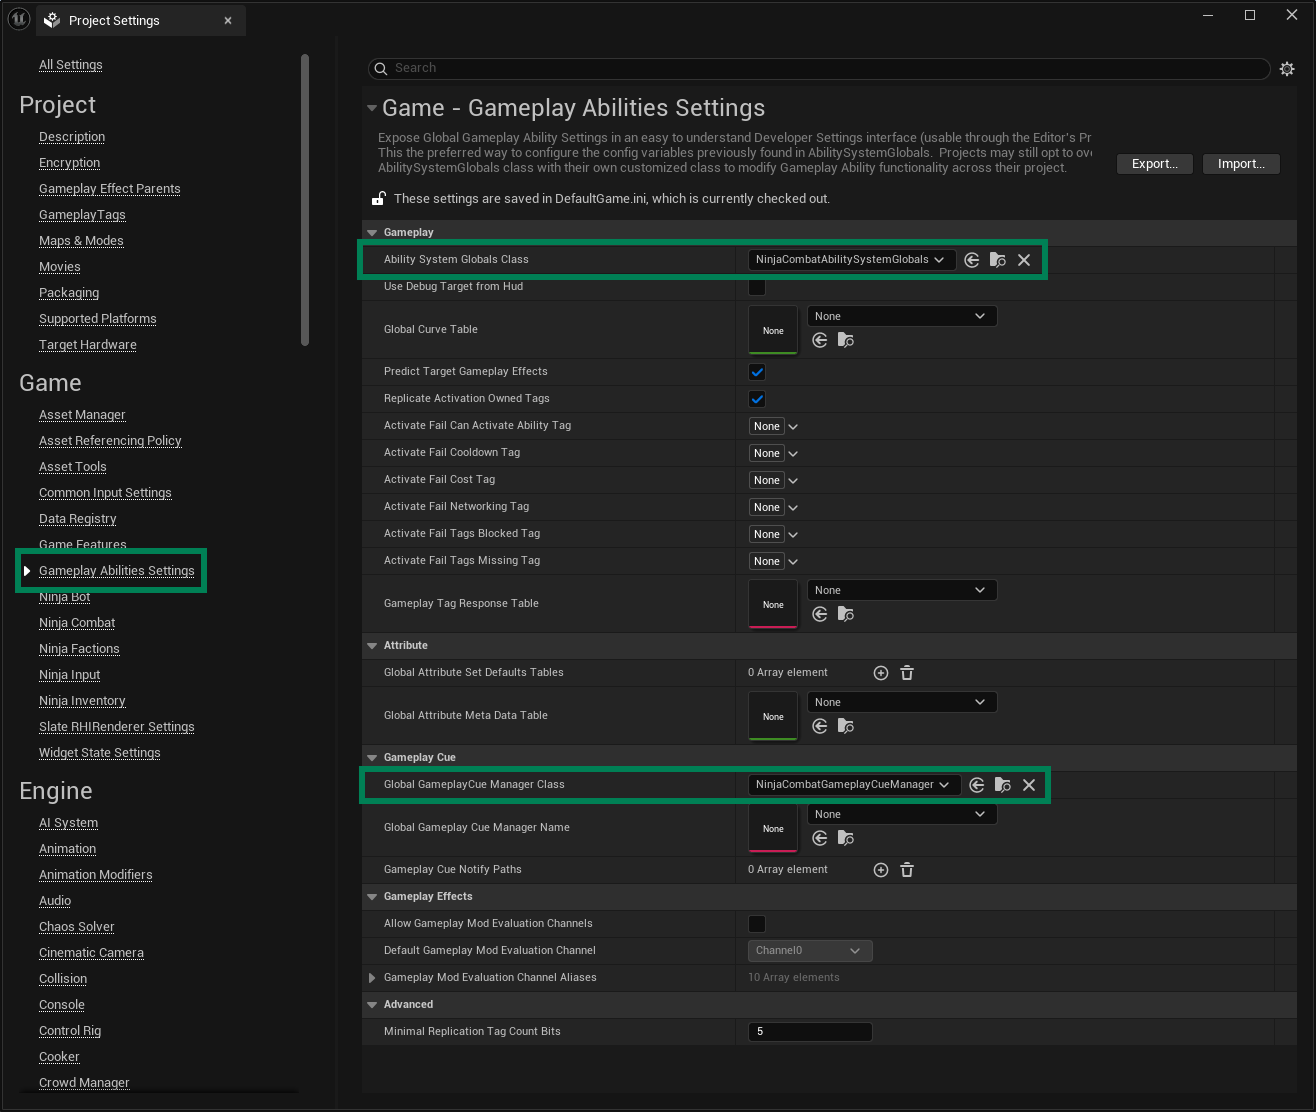 Project Settings
All Settings
Project
Description
Encryption
Gameplay Effect Parents
GameplayTags
Maps & Modes
Movies
Packaging
Supported Platforms
Target Hardware
Game
Asset Manager
Asset Referencing Policy
Asset Tools
Common Input Settings
Data Registry
Game Features
Gameplay Abilities Settings
Ninja Bot
Ninja Combat
Ninja Factions
Ninja Input
Ninja Inventory
Slate RHIRenderer Settings
Widget State Settings
Engine
AI System
Animation
Animation Modifiers
Audio
Chaos Solver
Cinematic Camera
Collision
Console
Control Rig
Cooker
Crowd Manager
Search
Game - Gameplay Abilities Settings
Expose Global Gameplay Ability Settings in an easy to understand Developer Settings interface (usable through the Editor's Pr
This the preferred way to configure the config variables previously found in AbilitySystemGlobals. Projects may still opt to ov
AbilitySystemGlobals class with their own customized class to modify Gameplay Ability functionality across their project.
Export... Import...
These settings are saved in DefaultGame.ini, which is currently checked out.
Gameplay
Ability System Globals Class NinjaCombatAbilitySystemGlobals
Use Debug Target from Hud
Global Curve Table None None
Predict Target Gameplay Effects
Replicate Activation Owned Tags
Activate Fail Can Activate Ability Tag None
Activate Fail Cooldown Tag None
Activate Fail Cost Tag None
Activate Fail Networking Tag None
Activate Fail Tags Blocked Tag None
Activate Fail Tags Missing Tag None
Gameplay Tag Response Table None None
Attribute
Global Attribute Set Defaults Tables 0 Array element
Global Attribute Meta Data Table None None
Gameplay Cue
Global GameplayCue Manager Class NinjaCombatGameplayCueManager
Global Gameplay Cue Manager Name None None
Gameplay Cue Notify Paths 0 Array element
Gameplay Effects
Allow Gameplay Mod Evaluation Channels
Default Gameplay Mod Evaluation Channel Channel0
Gameplay Mod Evaluation Channel Aliases 10 Array elements
Advanced
Minimal Replication Tag Count Bits 5